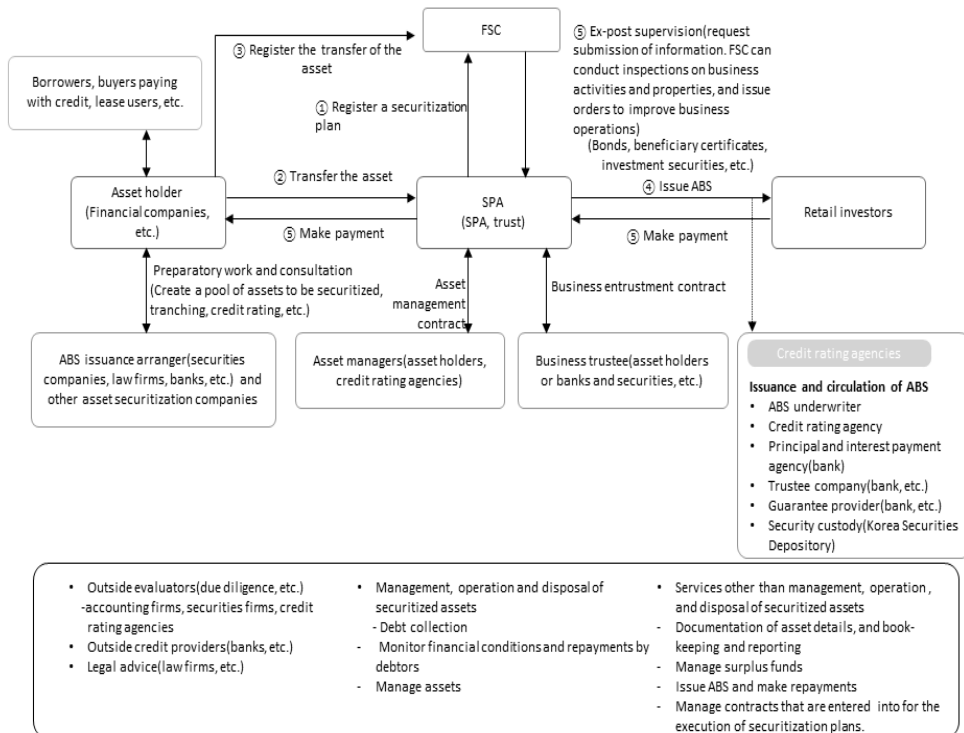 FSC
③ Register the transfer of the
asset
⑤ Ex-post supervision(request
submission of information. FSC can
conduct inspections on business
activities and properties, and issue
orders to improve business
operations)
Borrowers, buyers paying
with credit, lease users, etc.
① Register a securitization
plan
(Bonds, beneficiary certificates,
investment securities, etc.)
② Transfer the asset
④ Issue ABS
Asset holder
(Financial companies,
etc.)
SPA
(SPA, trust)
Retail investors
⑤ Make payment
⑤ Make payment
Preparatory work and consultation
(Create a pool of assets to be securitized,
tranching, credit rating, etc.)
Asset
management
contract
Business entrustment contract
ABS issuance arranger(securities
companies, law firms, banks, etc.) and
other asset securitization companies
Asset managers(asset holders,
credit rating agencies)
Business trustee(asset holders
or banks and securities, etc.)
Credit rating agencies
Issuance and circulation of ABS
• ABS underwriter
• Credit rating agency
• Principal and interest payment
agency(bank)
• Trustee company(bank, etc.)
• Guarantee provider(bank, etc.)
• Security custody(Korea Securities
Depository)
• Outside evaluators(due diligence, etc.)
-accounting firms, securities firms, credit
rating agencies
• Outside credit providers(banks, etc.)
• Legal advice(law firms, etc.)
• Management, operation and disposal of
securitized assets
- Debt collection
- Monitor financial conditions and repayments by
debtors
- Manage assets
• Services other than management, operation,
and disposal of securitized assets
- Documentation of asset details, and book-
keeping and reporting
- Manage surplus funds
- Issue ABS and make repayments
- Manage contracts that are entered into for the
execution of securitization plans.